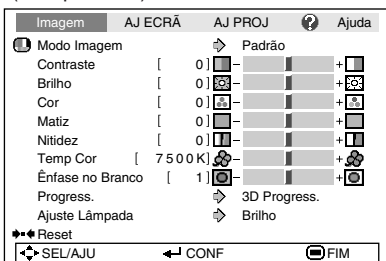 Imagem AJ ECRÃ AJ PROJ ? Ajuda
Modo Imagem Padrão
Contraste [ 0] - +
Brilho [ 0] - +
Cor [ 0] - +
Matiz [ 0] - +
Nitidez [ 0] - +
Temp Cor [ 7500K] - +
Ênfase no Branco [ 1] - +
Progress. 3D Progress.
Ajuste Lâmpada Brilho
Reset
SEL/AJU CONF FIM